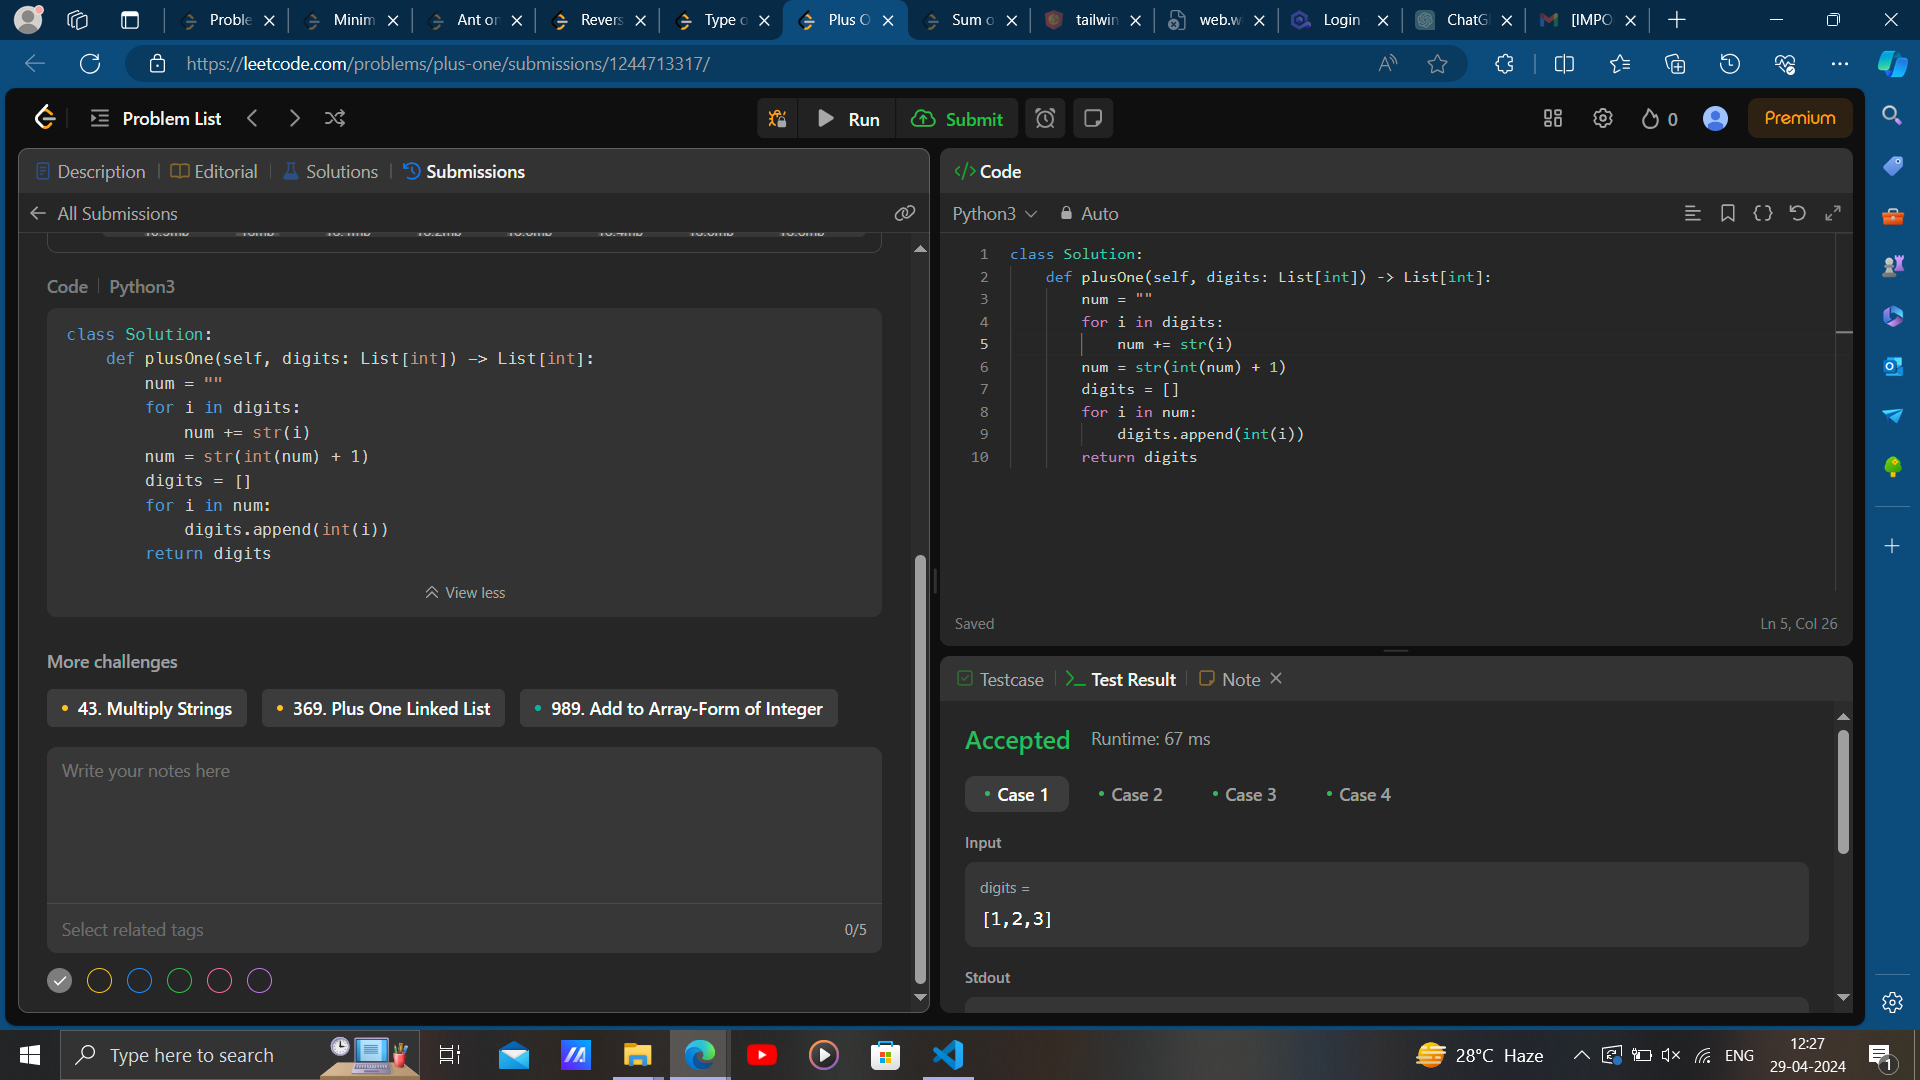 Proble
Minim
Ant on
Revers
Type o
Plus O
Sum o
tailwin
web.w
Login
ChatG
[IMPO
https://leetcode.com/problems/plus-one/submissions/1244713317/
Problem List
Run
Submit
0
Premium
Description
Editorial
Solutions
Submissions
All Submissions
Code
Python3
class Solution:
def plusOne(self, digits: List[int]) -> List[int]:
num = ""
for i in digits:
num += str(i)
num = str(int(num) + 1)
digits = []
for i in num:
digits.append(int(i))
return digits
View less
More challenges
43. Multiply Strings
369. Plus One Linked List
989. Add to Array-Form of Integer
Write your notes here
Select related tags
0/5
Code
Python3
Auto
1 class Solution:
2 def plusOne(self, digits: List[int]) -> List[int]:
3 num = ""
4 for i in digits:
5 num += str(i)
6 num = str(int(num) + 1)
7 digits = []
8 for i in num:
9 digits.append(int(i))
10 return digits
Saved
Ln 5, Col 26
Testcase
Test Result
Note
Accepted
Runtime: 67 ms
Case 1
Case 2
Case 3
Case 4
Input
digits =
[1,2,3]
Stdout
Type here to search
28°C Haze
ENG
12:27
29-04-2024
1